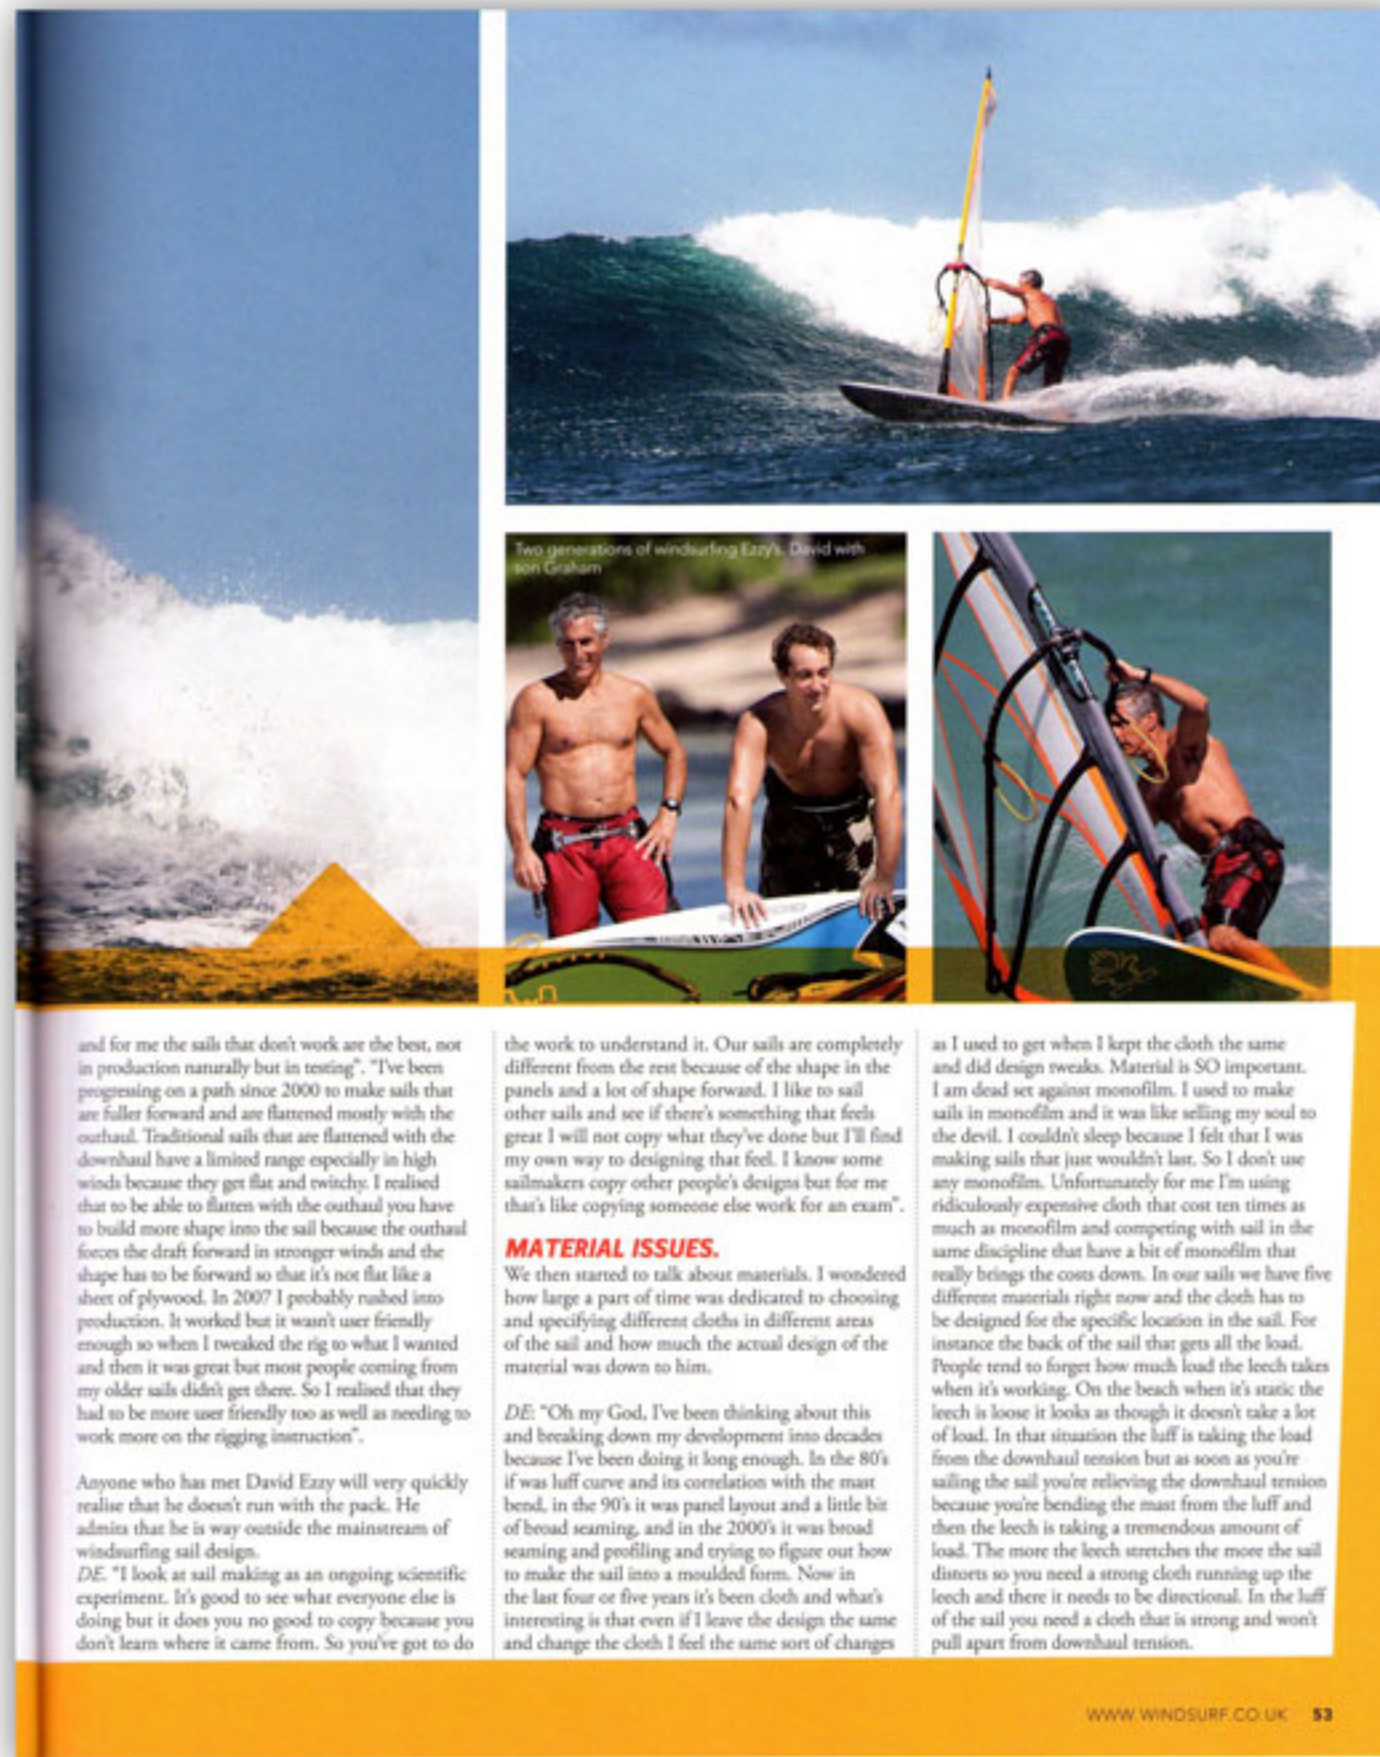 Two generations of windsurfing Ezzy's. David with
son Graham
and for me the sails that don't work are the best, not
in production naturally but in testing". "I've been
progressing on a path since 2000 to make sails that
are fuller forward and are flattened mostly with the
outhaul. Traditional sails that are flattened with the
downhaul have a limited range especially in high
winds because they get flat and twitchy. I realised
that to be able to flatten with the outhaul you have
to build more shape into the sail because the outhaul
forces the draft forward in stronger winds and the
shape has to be forward so that it's not flat like a
sheet of plywood. In 2007 I probably rushed into
production. It worked but it wasn't user friendly
enough so when I tweaked the rig to what I wanted
and then it was great but most people coming from
my older sails didn't get there. So I realised that they
had to be more user friendly too as well as needing to
work more on the rigging instruction".
Anyone who has met David Ezzy will very quickly
realise that he doesn't run with the pack. He
admits that he is way outside the mainstream of
windsurfing sail design.
DE. "I look at sail making as an ongoing scientific
experiment. It's good to see what everyone else is
doing but it does you no good to copy because you
don't learn where it came from. So you've got to do
the work to understand it. Our sails are completely
different from the rest because of the shape in the
panels and a lot of shape forward. I like to sail
other sails and see if there's something that feels
great I will not copy what they've done but I'll find
my own way to designing that feel. I know some
sailmakers copy other people's designs but for me
that's like copying someone else work for an exam".
MATERIAL ISSUES.
We then started to talk about materials. I wondered
how large a part of time was dedicated to choosing
and specifying different cloths in different areas
of the sail and how much the actual design of the
material was down to him.
DE: "Oh my God, I've been thinking about this
and breaking down my development into decades
because I've been doing it long enough. In the 80's
if was luff curve and its correlation with the mast
bend, in the 90's it was panel layout and a little bit
of broad seaming, and in the 2000's it was broad
seaming and profiling and trying to figure out how
to make the sail into a moulded form. Now in
the last four or five years it's been cloth and what's
interesting is that even if I leave the design the same
and change the cloth I feel the same sort of changes
as I used to get when I kept the cloth the same
and did design tweaks. Material is SO important.
I am dead set against monofilm. I used to make
sails in monofilm and it was like selling my soul to
the devil. I couldn't sleep because I felt that I was
making sails that just wouldn't last. So I don't use
any monofilm. Unfortunately for me I'm using
ridiculously expensive cloth that cost ten times as
much as monofilm and competing with sail in the
same discipline that have a bit of monofilm that
really brings the costs down. In our sails we have five
different materials right now and the cloth has to
be designed for the specific location in the sail. For
instance the back of the sail that gets all the load.
People tend to forget how much load the leech takes
when it's working. On the beach when it's static the
leech is loose it looks as though it doesn't take a lot
of load. In that situation the luff is taking the load
from the downhaul tension but as soon as you're
sailing the sail you're relieving the downhaul tension
because you're bending the mast from the luff and
then the leech is taking a tremendous amount of
load. The more the leech stretches the more the sail
distorts so you need a strong cloth running up the
leech and there it needs to be directional. In the luff
of the sail you need a cloth that is strong and won't
pull apart from downhaul tension.
WWW.WINDSURF.CO.UK 53